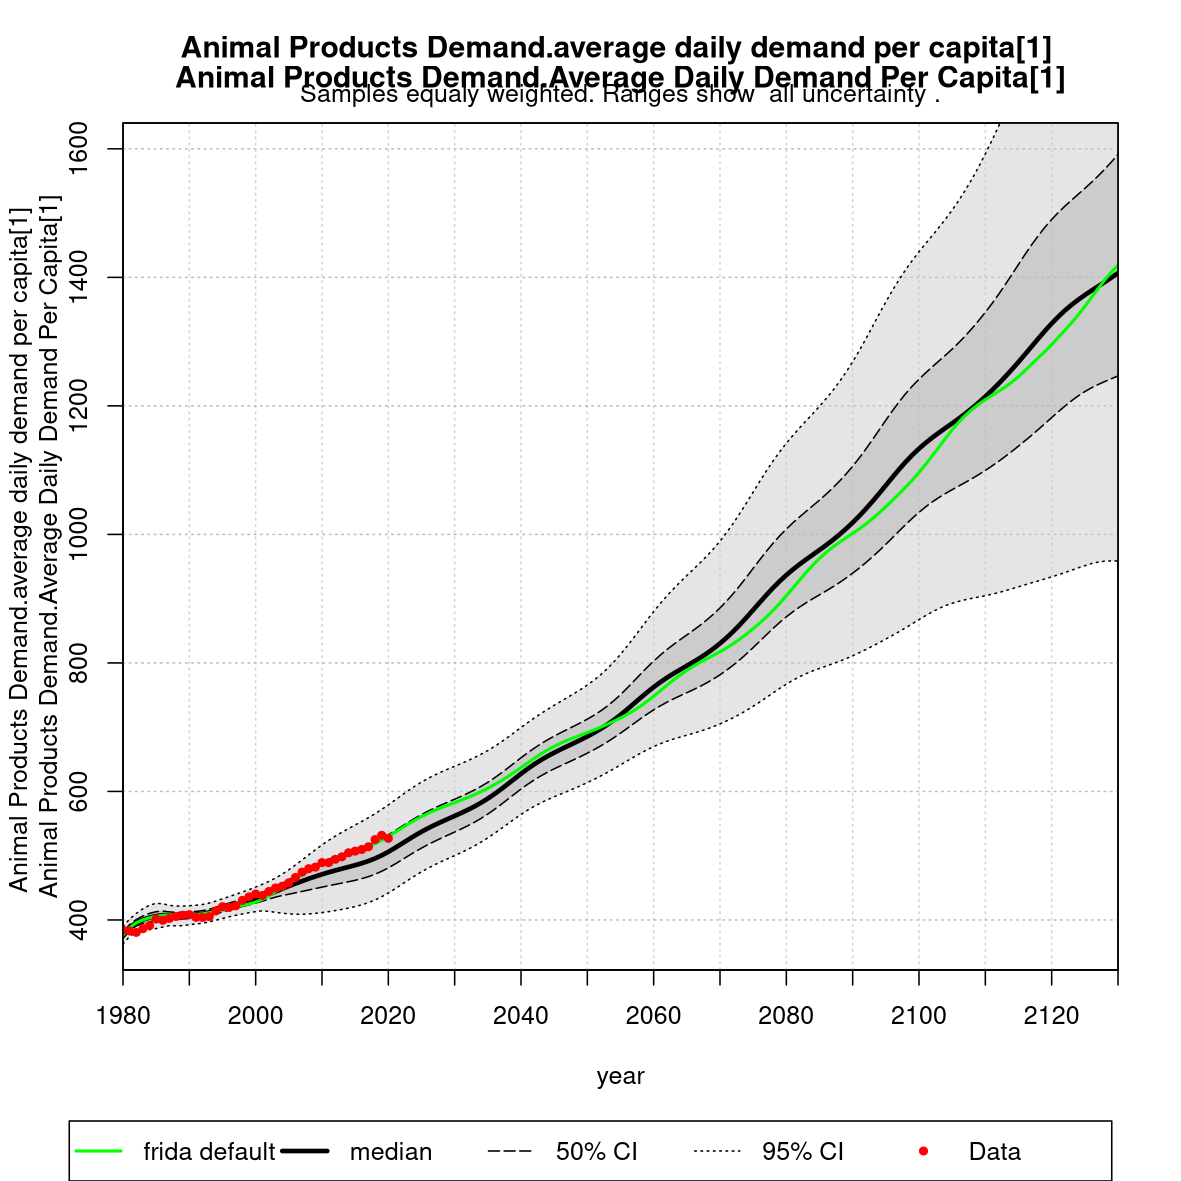 Animal Products Demand.average daily demand per capita[1]
Animal Products Demand.Average Daily Demand Per Capita[1]
Samples equaly weighted. Ranges show  all uncertainty .
Animal Products Demand.average daily demand per capita[1]
Animal Products Demand.Average Daily Demand Per Capita[1]
1600
1400
1200
1000
800
600
400
1980 2000 2020 2040 2060 2080 2100 2120
year
frida default median 50% CI 95% CI Data